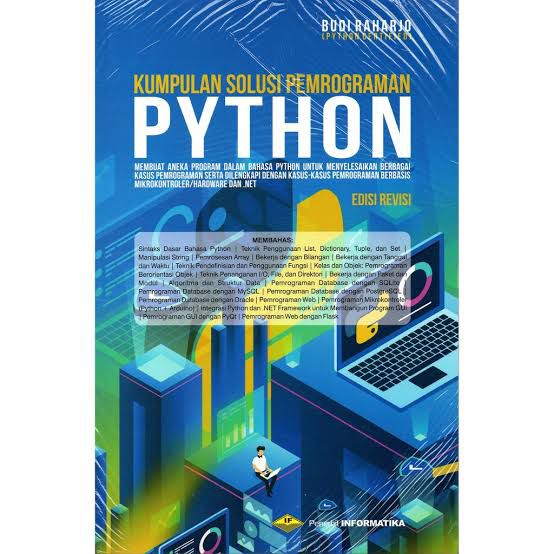 BUDI RAHARJO
(PYTHON CERTIFIED)
KUMPULAN SOLUSI PEMROGRAMAN
PYTHON
MEMBUAT ANEKA PROGRAM DALAM BAHASA PYTHON UNTUK MENYELESAIKAN BERBAGAI
KASUS PEMROGRAMAN SERTA DILENGKAPI DENGAN KASUS-KASUS PEMROGRAMAN BERBASIS
MIKROKONTROLER/HARDWARE DAN .NET
EDISI REVISI
MEMBAHAS:
Sintaks Dasar Bahasa Python | Teknik Penggunaan List, Dictionary, Tuple, dan Set |
Manipulasi String | Pemrosesan Array | Bekerja dengan Bilangan | Bekerja dengan Tanggal
dan Waktu | Teknik Pendefinisian dan Penggunaan Fungsi | Kelas dan Objek: Pemrograman
Berorientasi Objek | Teknik Penanganan I/O, File, dan Direktori | Bekerja dengan Paket dan
Modul | Algoritma dan Struktur Data | Pemrograman Database dengan SQLite |
Pemrograman Database dengan MySQL | Pemrograman Database dengan PostgreSQL |
Pemrograman Database dengan Oracle | Pemrograman Web | Pemrograman Mikrokontroler
(Python + Arduino) | Integrasi Python dan .NET Framework untuk Membangun Program GUI
| Pemrograman GUI dengan PyQt | Pemrograman Web dengan Flask
IF
Penerbit INFORMATIKA